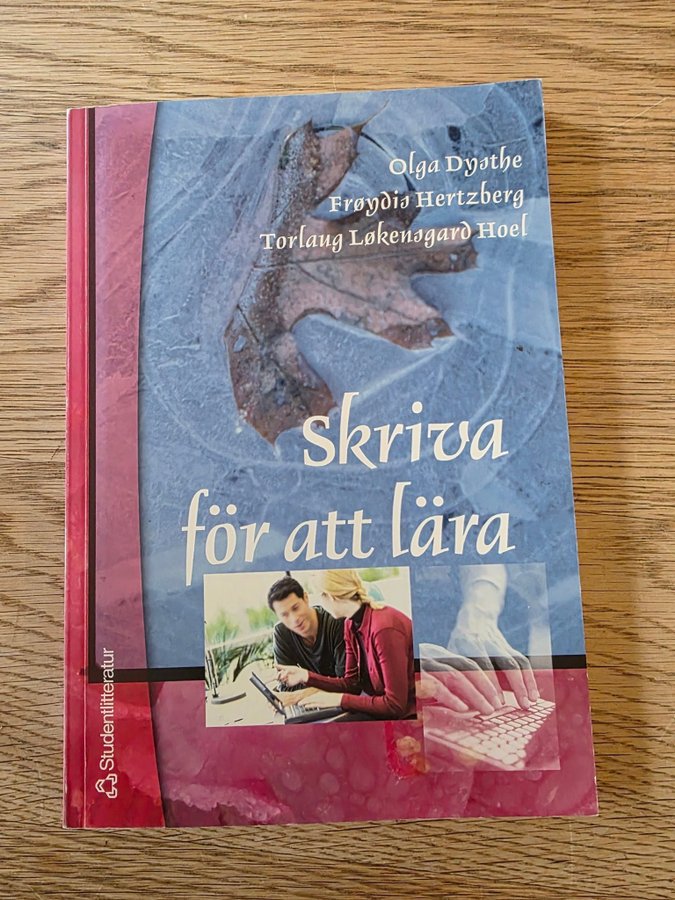 Olga Dysthe
Frøydis Hertzberg
Torlaug Løkensgard Hoel
Skriva
för att lära
Studentlitteratur